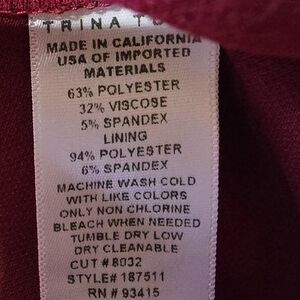 TRINA
MADE IN CALIFORNIA
USA OF IMPORTED
MATERIALS
63% POLYESTER
32% VISCOSE
5% SPANDEX
LINING
94% POLYESTER
6% SPANDEX
MACHINE WASH COLD
WITH LIKE COLORS
ONLY NON CHLORINE
BLEACH WHEN NEEDED
TUMBLE DRY LOW
DRY CLEANABLE
CUT # 8032
STYLE# 187511
RN # 93415